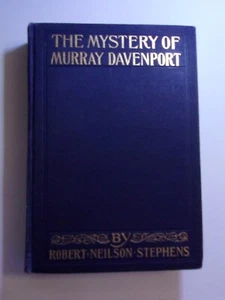 THE MYSTERY OF
MURRAY DAVENPORT
BY
ROBERT·NEILSON·STEPHENS